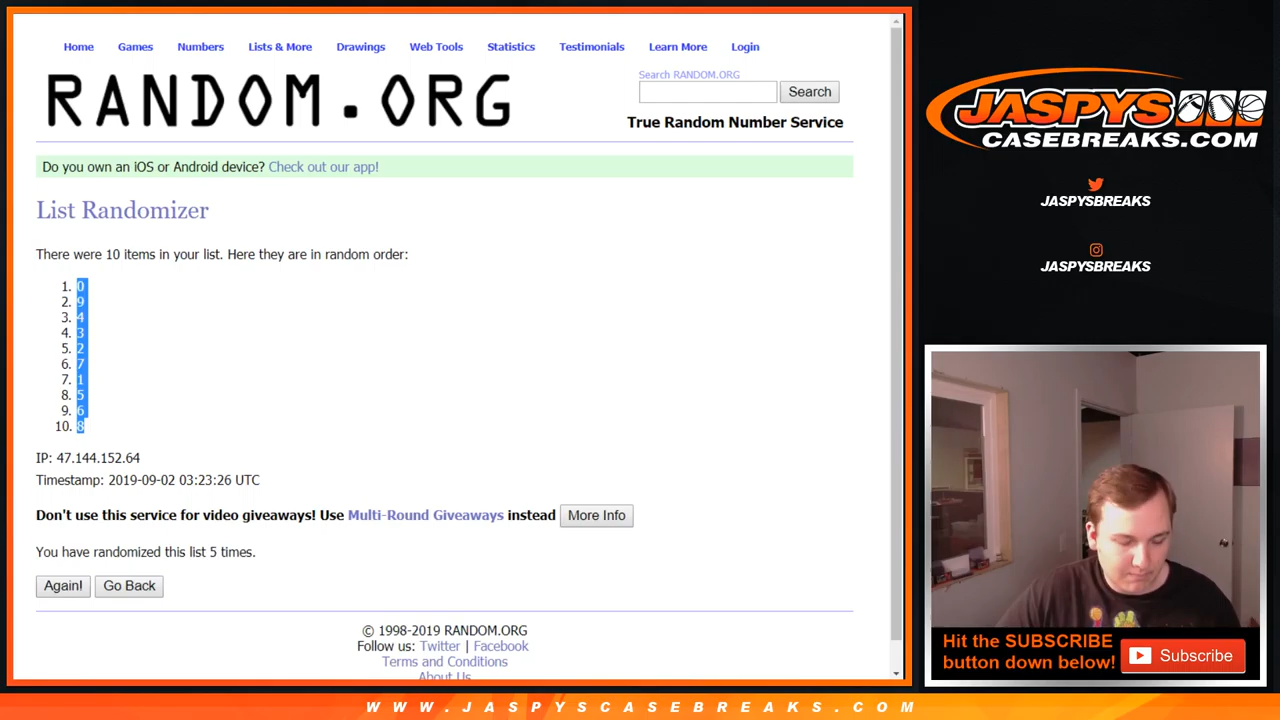 Home Games Numbers Lists & More Drawings Web Tools Statistics Testimonials Learn More Login
RANDOM.ORG
Search RANDOM.ORG
Search
True Random Number Service
Do you own an iOS or Android device? Check out our app!
List Randomizer
There were 10 items in your list. Here they are in random order:
1. 0
2. 9
3. 4
4. 3
5. 2
6. 7
7. 1
8. 5
9. 6
10. 8
IP: 47.144.152.64
Timestamp: 2019-09-02 03:23:26 UTC
Don't use this service for video giveaways! Use Multi-Round Giveaways instead More Info
You have randomized this list 5 times.
Again! Go Back
© 1998-2019 RANDOM.ORG
Follow us: Twitter | Facebook
Terms and Conditions
About Us
JASPYS
CASEBREAKS.COM
JASPYSBREAKS
JASPYSBREAKS
Hit the SUBSCRIBE
button down below!
Subscribe
WWW.JASPYSCASEBREAKS.COM